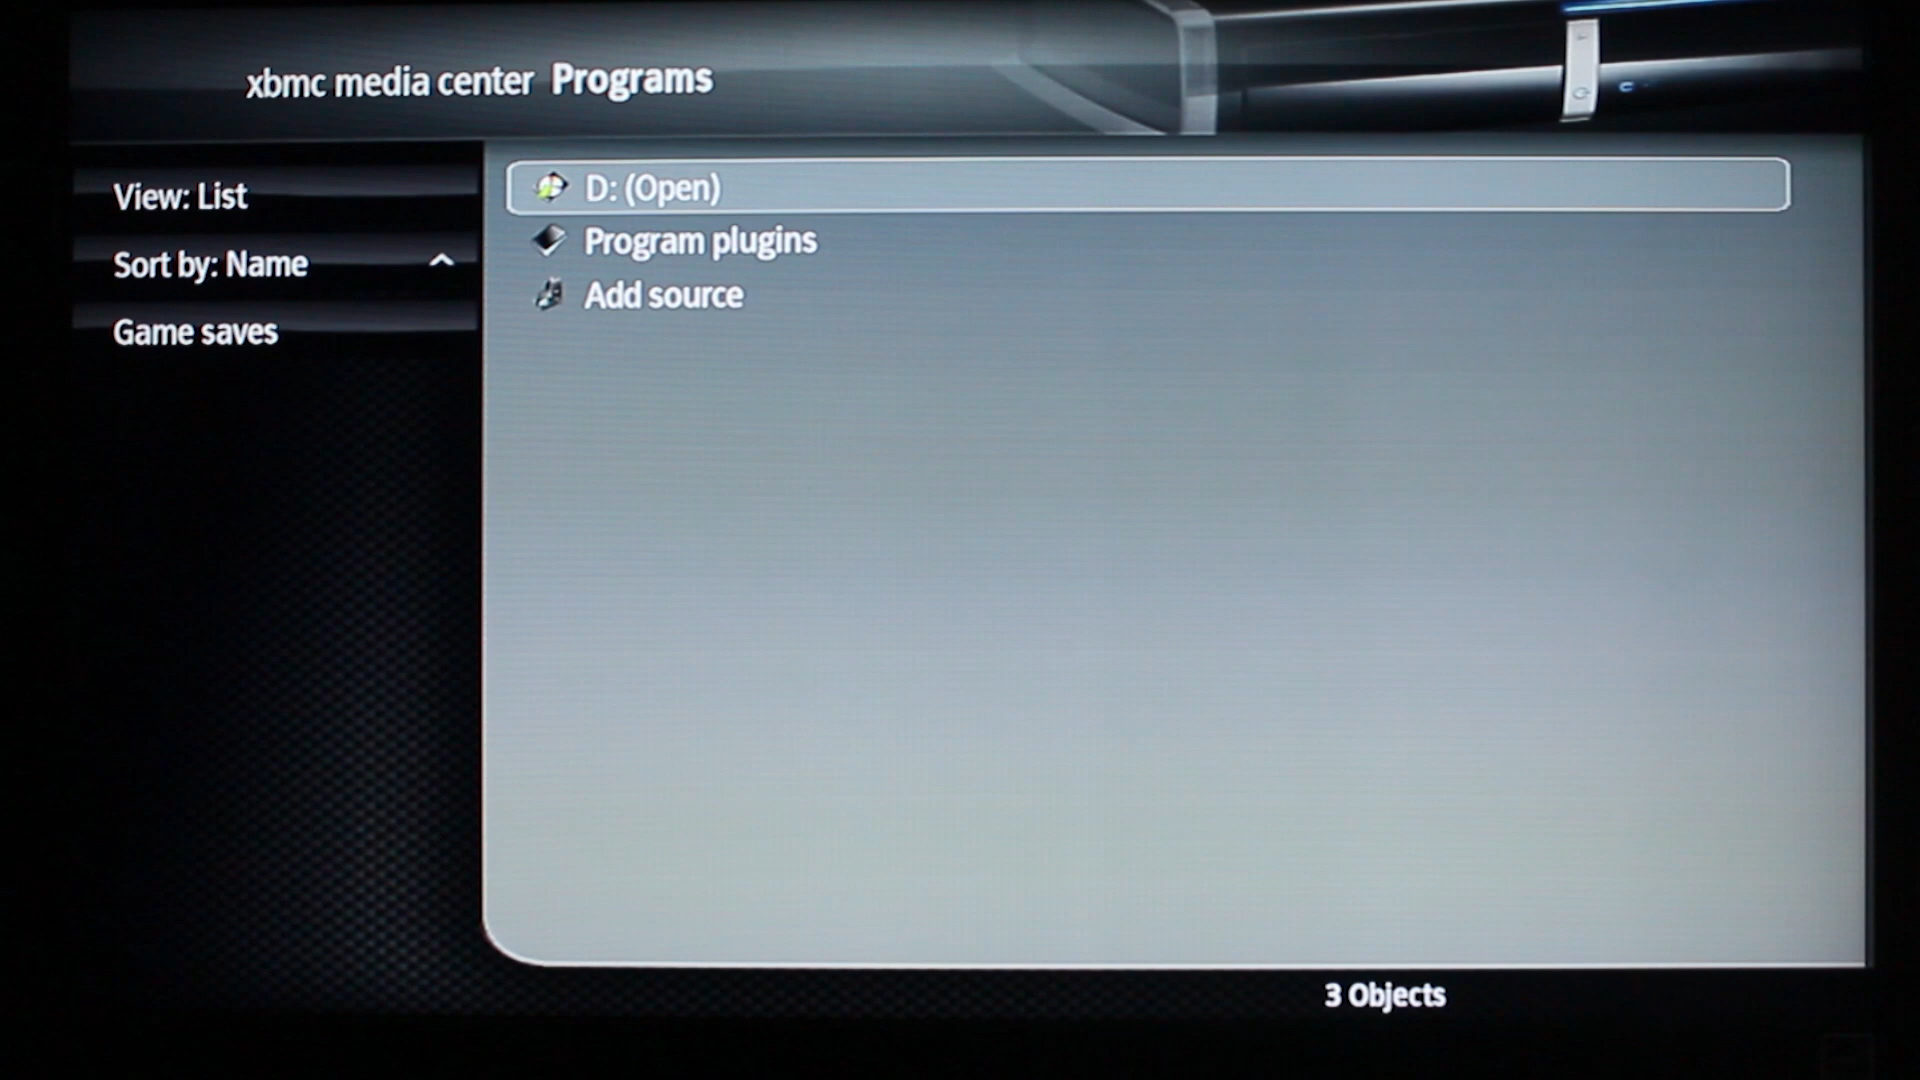 xbmc media center Programs
View: List
Sort by: Name
Game saves
D: (Open)
Program plugins
Add source
3 Objects